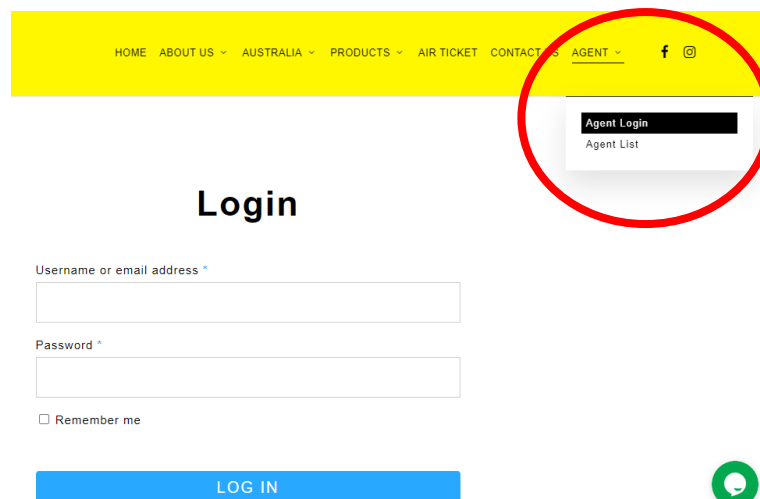 HOME ABOUT US AUSTRALIA PRODUCTS AIR TICKET CONTACT US AGENT f
Agent Login
Agent List
Login
Username or email address *
Password *
Remember me
LOG IN